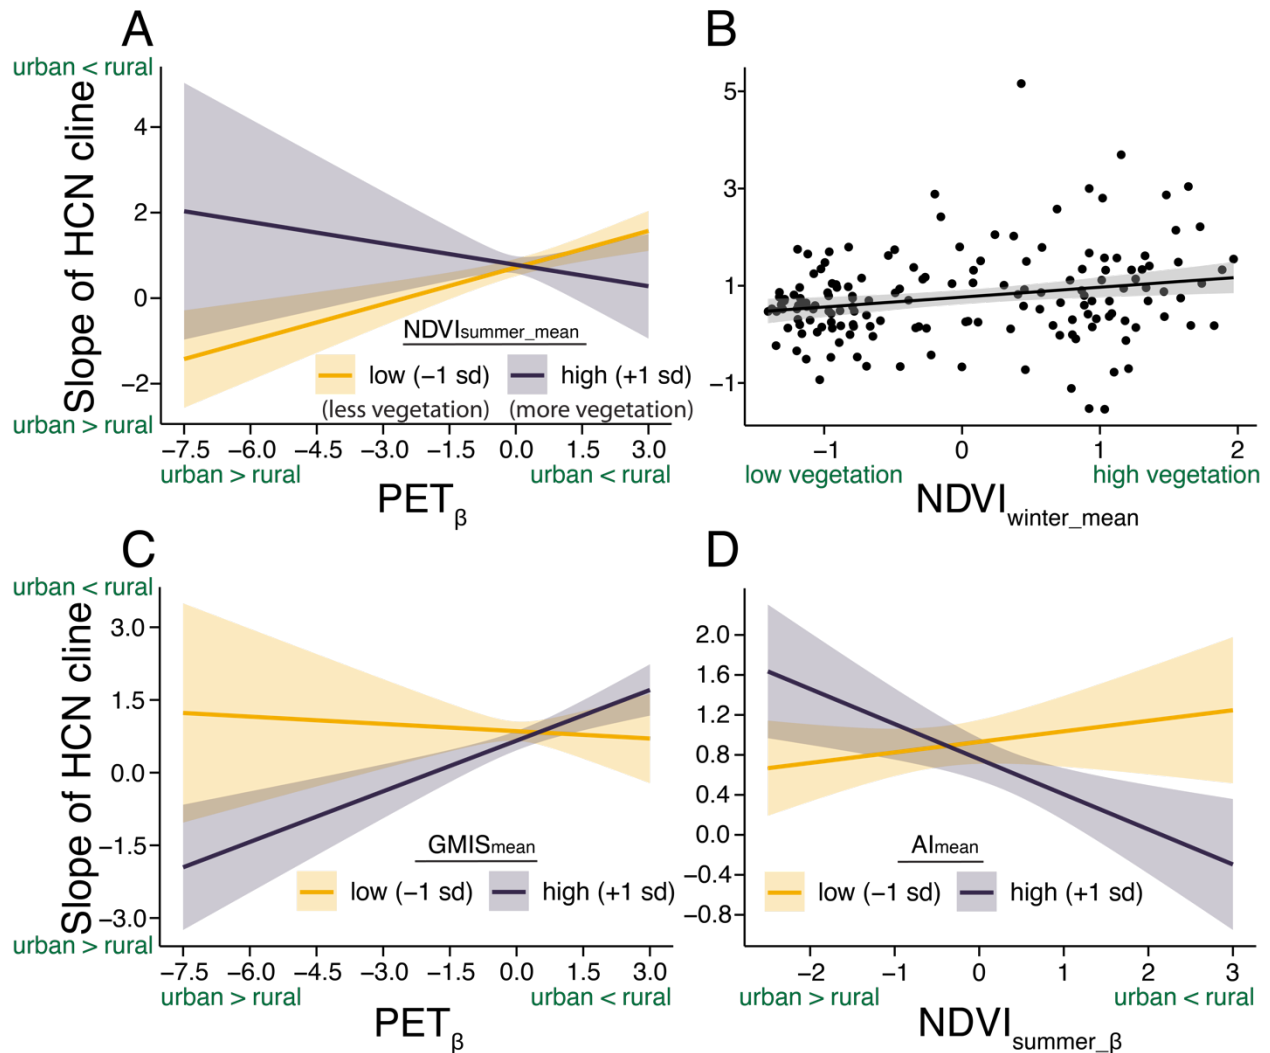 A
urban < rural
Slope of HCN cline
4
2
0
−2
urban > rural
NDVIsummer_mean
low (−1 sd)
high (+1 sd)
(less vegetation)
(more vegetation)
−7.5 −6.0 −4.5 −3.0 −1.5 0.0 1.5 3.0
urban > rural
urban < rural
PETβ
B
5
3
1
−1
−1 0 1 2
low vegetation
high vegetation
NDVIwinter_mean
C
urban < rural
Slope of HCN cline
3.0
1.5
0.0
−1.5
−3.0
urban > rural
GMISmean
low (−1 sd)
high (+1 sd)
−7.5 −6.0 −4.5 −3.0 −1.5 0.0 1.5 3.0
urban > rural
urban < rural
PETβ
D
2.0
1.6
1.2
0.8
0.4
0.0
−0.4
−0.8
AImean
low (−1 sd)
high (+1 sd)
−2 −1 0 1 2 3
urban > rural
urban < rural
NDVIsummer_β